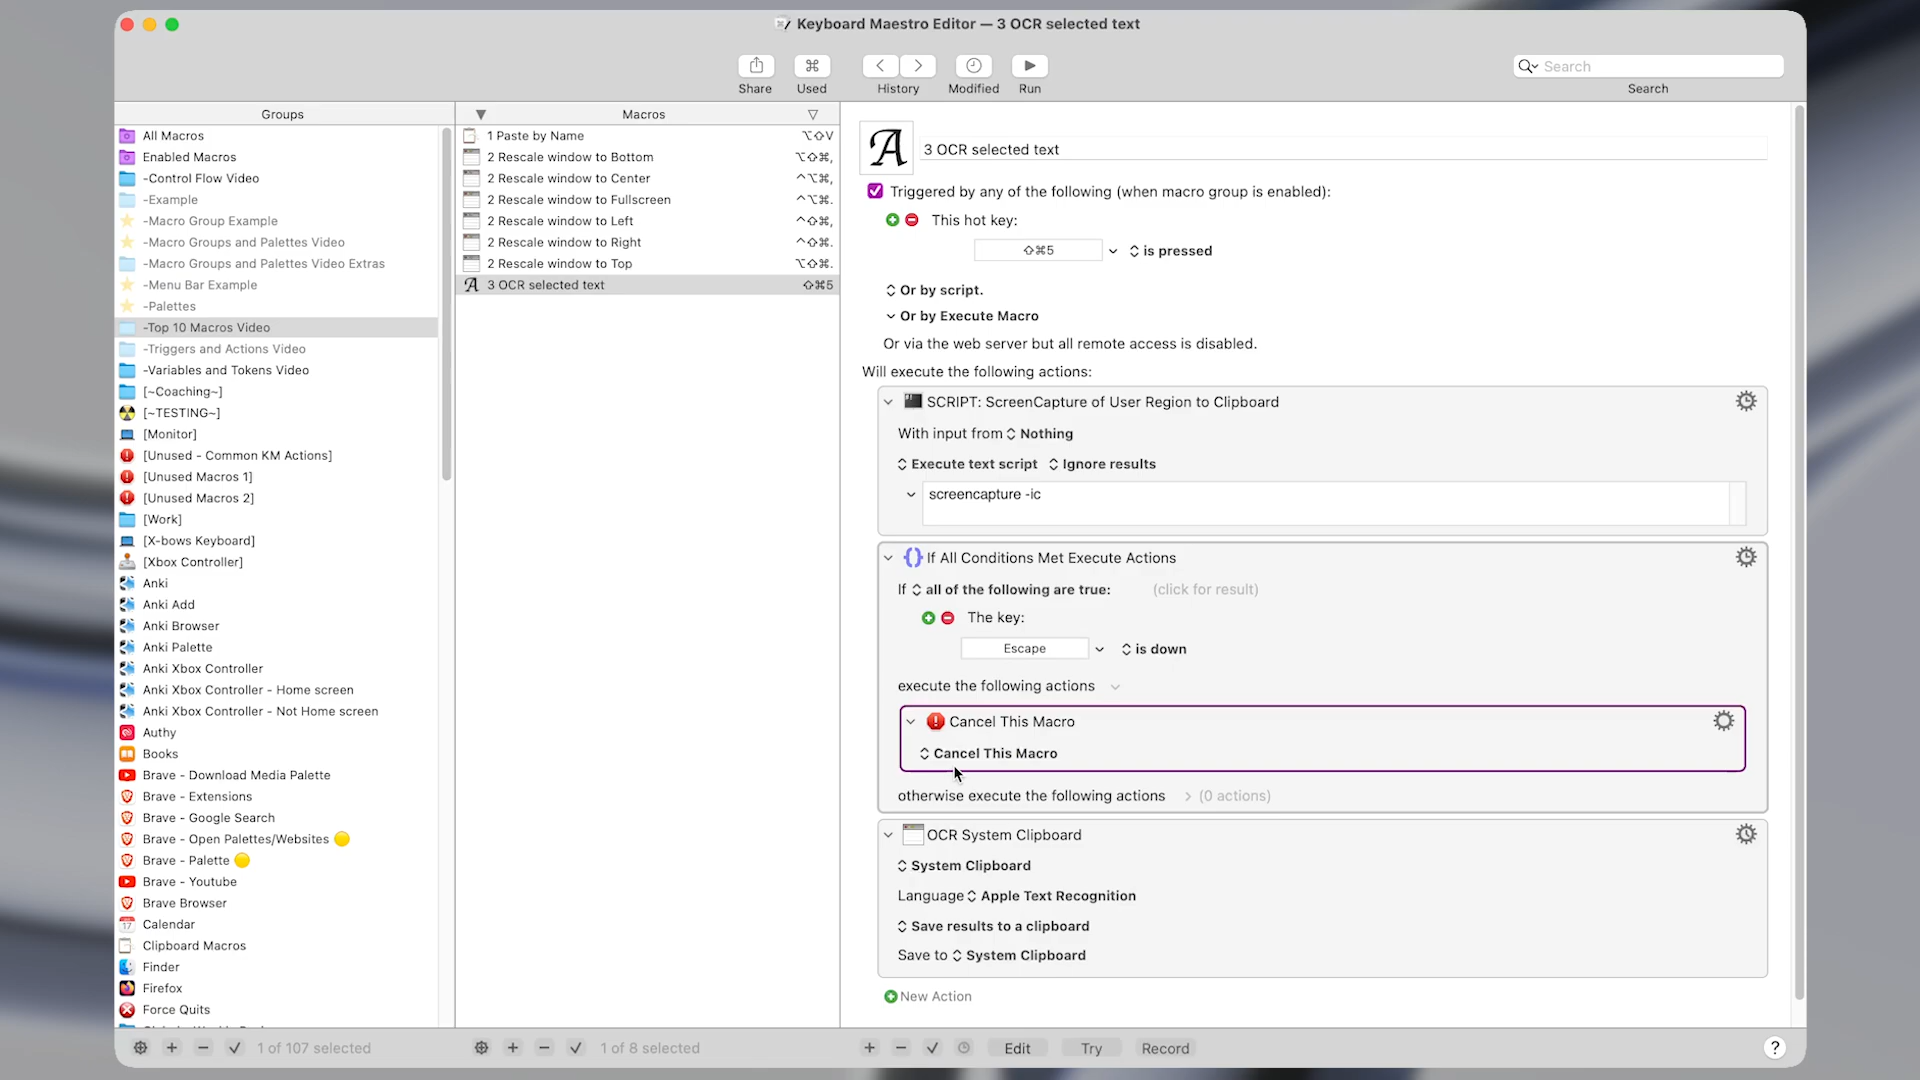 Keyboard Maestro Editor — 3 OCR selected text
Share
Used
History
Modified
Run
Search
Search
Groups
All Macros
Enabled Macros
-Control Flow Video
-Example
-Macro Group Example
-Macro Groups and Palettes Video
-Macro Groups and Palettes Video Extras
-Menu Bar Example
-Palettes
-Top 10 Macros Video
-Triggers and Actions Video
-Variables and Tokens Video
[~Coaching~]
[~TESTING~]
[Monitor]
[Unused - Common KM Actions]
[Unused Macros 1]
[Unused Macros 2]
[Work]
[X-bows Keyboard]
[Xbox Controller]
Anki
Anki Add
Anki Browser
Anki Palette
Anki Xbox Controller
Anki Xbox Controller - Home screen
Anki Xbox Controller - Not Home screen
Authy
Books
Brave - Download Media Palette
Brave - Extensions
Brave - Google Search
Brave - Open Palettes/Websites
Brave - Palette
Brave - Youtube
Brave Browser
Calendar
Clipboard Macros
Finder
Firefox
Force Quits
1 of 107 selected
Macros
1 Paste by Name ⌥⇧V
2 Rescale window to Bottom ⌥⇧⌘,
2 Rescale window to Center ^⌥⌘,
2 Rescale window to Fullscreen ^⌥⌘.
2 Rescale window to Left ^⇧⌘,
2 Rescale window to Right ^⇧⌘.
2 Rescale window to Top ⌥⇧⌘.
3 OCR selected text ⇧⌘5
1 of 8 selected
3 OCR selected text
Triggered by any of the following (when macro group is enabled):
This hot key:
⇧⌘5 is pressed
Or by script.
Or by Execute Macro
Or via the web server but all remote access is disabled.
Will execute the following actions:
SCRIPT: ScreenCapture of User Region to Clipboard
With input from Nothing
Execute text script Ignore results
screencapture -ic
If All Conditions Met Execute Actions
If all of the following are true: (click for result)
The key:
Escape is down
execute the following actions
Cancel This Macro
Cancel This Macro
otherwise execute the following actions > (0 actions)
OCR System Clipboard
System Clipboard
Language Apple Text Recognition
Save results to a clipboard
Save to System Clipboard
New Action
Edit
Try
Record
?